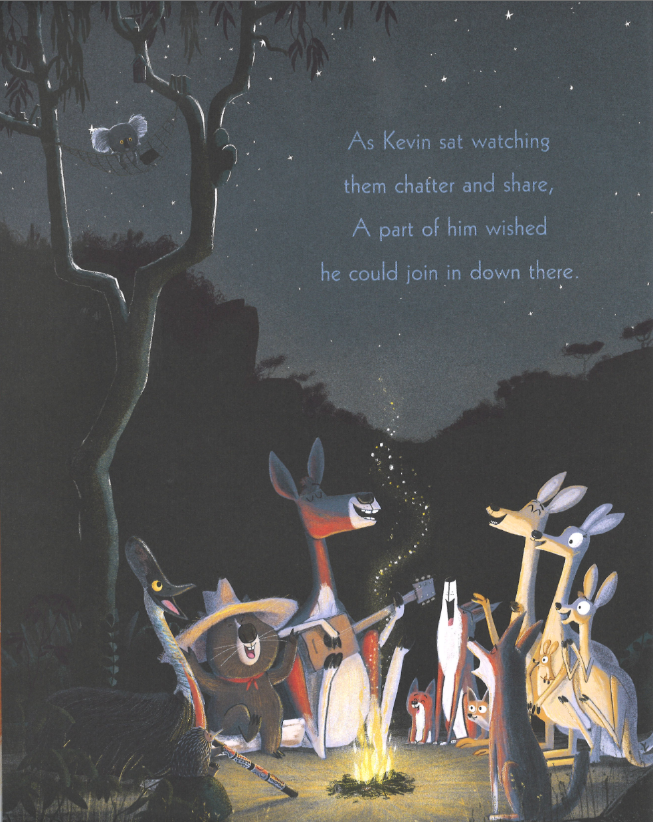 As Kevin sat watching
them chatter and share,
A part of him wished
he could join in down there.